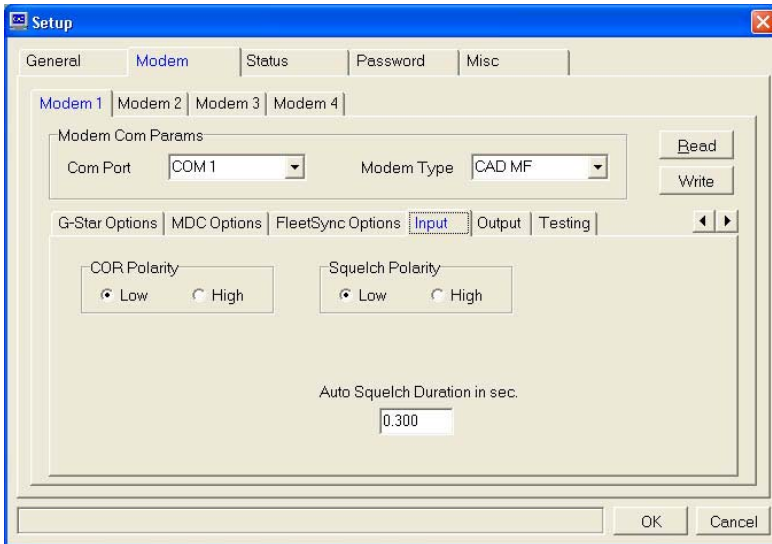 Setup
General Modem Status Password Misc
Modem 1 Modem 2 Modem 3 Modem 4
Modem Com Params
Com Port COM 1 Modem Type CAD MF
Read
Write
G-Star Options MDC Options FleetSync Options Input Output Testing
COR Polarity Squelch Polarity
Low High Low High
Auto Squelch Duration in sec.
0.300
OK Cancel